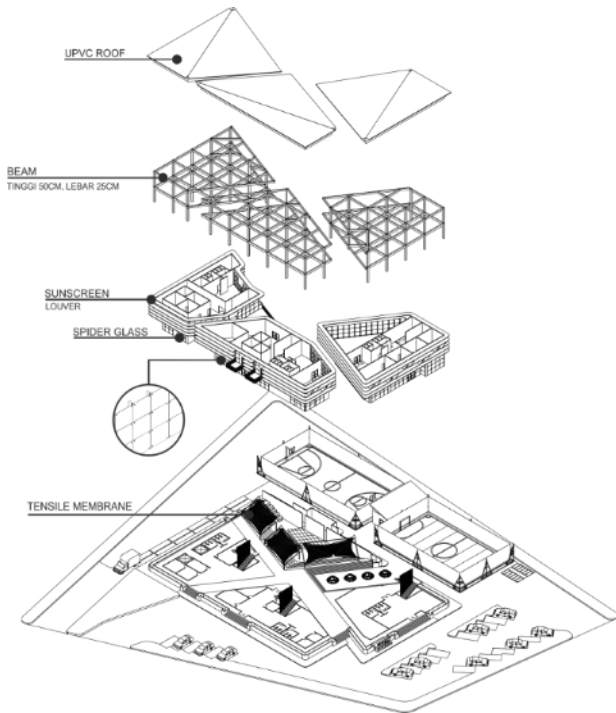 UPVC ROOF
BEAM
TINGGI 50CM, LEBAR 25CM
SUNSCREEN
LOUVER
SPIDER GLASS
TENSILE MEMBRANE